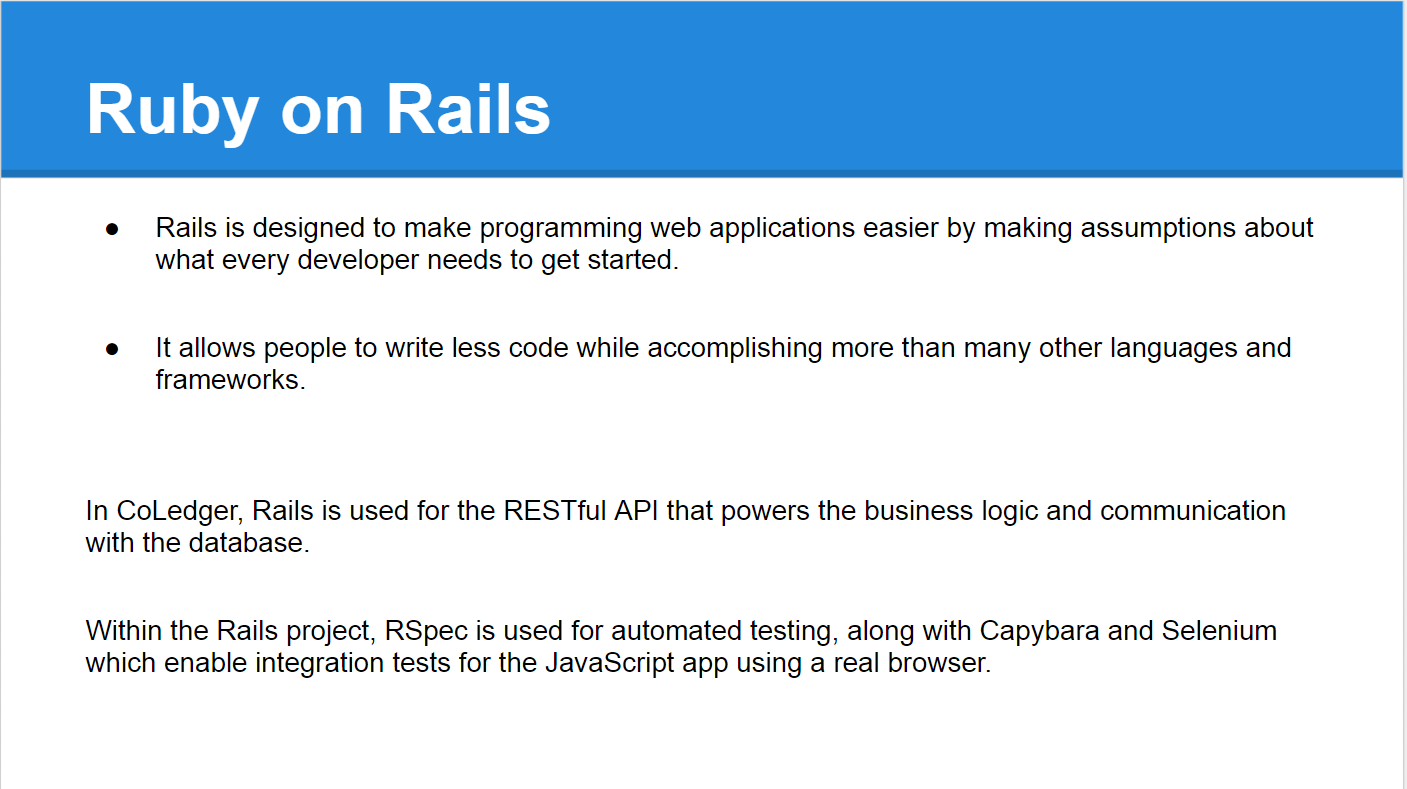 Ruby on Rails
● Rails is designed to make programming web applications easier by making assumptions about
what every developer needs to get started.
● It allows people to write less code while accomplishing more than many other languages and
frameworks.
In CoLedger, Rails is used for the RESTful API that powers the business logic and communication
with the database.
Within the Rails project, RSpec is used for automated testing, along with Capybara and Selenium
which enable integration tests for the JavaScript app using a real browser.